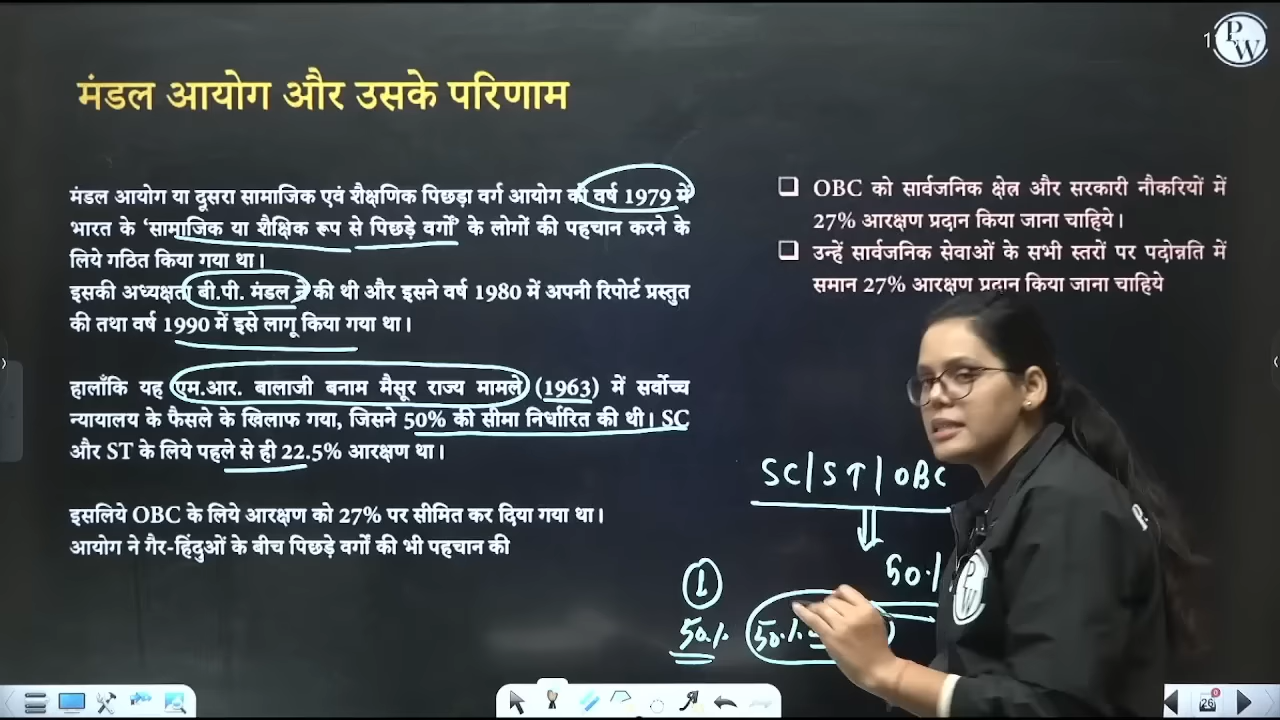 मंडल आयोग और उसके परिणाम
मंडल आयोग या दूसरा सामाजिक एवं शैक्षणिक पिछड़ा वर्ग आयोग को वर्ष 1979 में
भारत के ‘सामाजिक या शैक्षिक रूप से पिछड़े वर्गों’ के लोगों की पहचान करने के
लिये गठित किया गया था।
इसकी अध्यक्षता बी.पी. मंडल ने की थी और इसने वर्ष 1980 में अपनी रिपोर्ट प्रस्तुत
की तथा वर्ष 1990 में इसे लागू किया गया था।
हालाँकि यह एम.आर. बालाजी बनाम मैसूर राज्य मामले (1963) में सर्वोच्च
न्यायालय के फैसले के खिलाफ गया, जिसने 50% की सीमा निर्धारित की थी। SC
और ST के लिये पहले से ही 22.5% आरक्षण था।
इसलिये OBC के लिये आरक्षण को 27% पर सीमित कर दिया गया था।
आयोग ने गैर-हिंदुओं के बीच पिछड़े वर्गों की भी पहचान की
OBC को सार्वजनिक क्षेत्र और सरकारी नौकरियों में
27% आरक्षण प्रदान किया जाना चाहिये।
उन्हें सार्वजनिक सेवाओं के सभी स्तरों पर पदोन्नति में
समान 27% आरक्षण प्रदान किया जाना चाहिये
SC/ST/OBC
50%
1
50% 50%
PW
PW
26